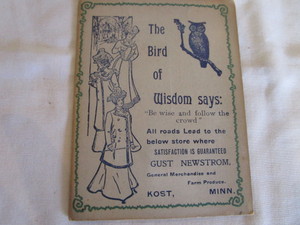 The
Bird
of
Wisdom says:
"Be wise and follow the
crowd"
All roads Lead to the
below store where
SATISFACTION IS GUARANTEED
GUST NEWSTROM,
General Merchandise and
Farm Produce.
KOST, MINN.